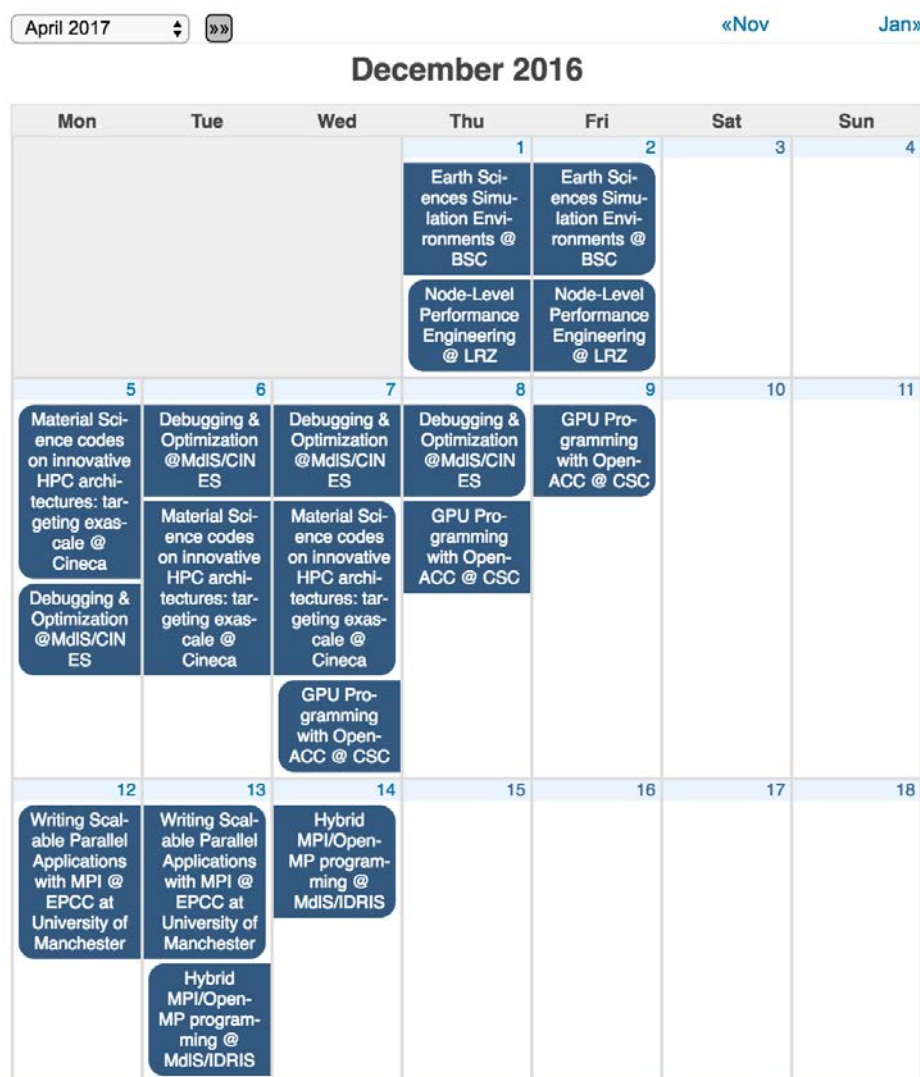 April 2017
»»
«Nov
Jan»
December 2016
Mon Tue Wed Thu Fri Sat Sun
1
Earth Sci-
ences Simu-
lation Envi-
ronments @
BSC
Node-Level
Performance
Engineering
@ LRZ
2
Earth Sci-
ences Simu-
lation Envi-
ronments @
BSC
Node-Level
Performance
Engineering
@ LRZ
3
4
5
Material Sci-
ence codes
on innovative
HPC archi-
tectures: tar-
geting exas-
cale @
Cineca
Debugging &
Optimization
@MdlS/CIN
ES
6
Debugging &
Optimization
@MdlS/CIN
ES
Material Sci-
ence codes
on innovative
HPC archi-
tectures: tar-
geting exas-
cale @
Cineca
7
Debugging &
Optimization
@MdlS/CIN
ES
Material Sci-
ence codes
on innovative
HPC archi-
tectures: tar-
geting exas-
cale @
Cineca
GPU Pro-
gramming
with Open-
ACC @ CSC
8
Debugging &
Optimization
@MdlS/CIN
ES
GPU Pro-
gramming
with Open-
ACC @ CSC
9
GPU Pro-
gramming
with Open-
ACC @ CSC
10
11
12
Writing Scal-
able Parallel
Applications
with MPI @
EPCC at
University of
Manchester
13
Writing Scal-
able Parallel
Applications
with MPI @
EPCC at
University of
Manchester
Hybrid
MPI/Open-
MP program-
ming @
MdlS/IDRIS
14
Hybrid
MPI/Open-
MP program-
ming @
MdlS/IDRIS
15
16
17
18